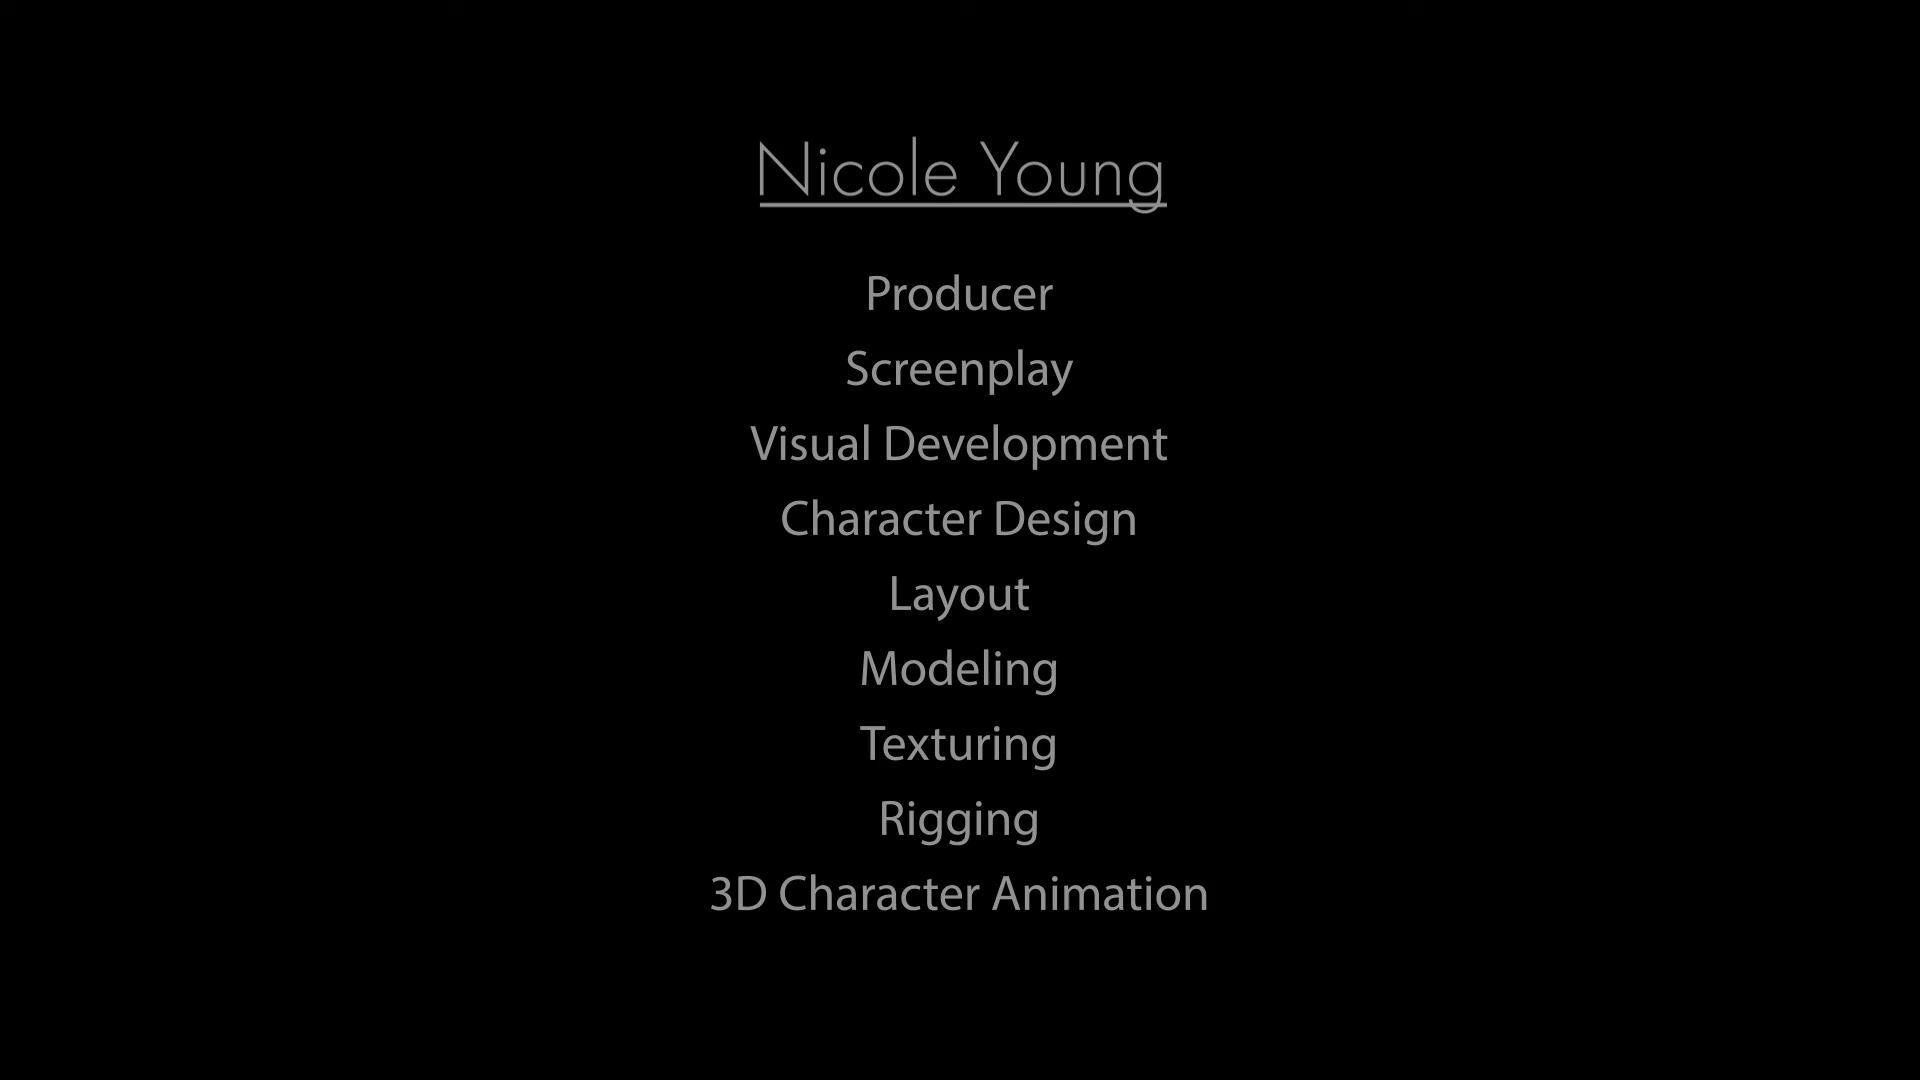 Nicole Young
Producer
Screenplay
Visual Development
Character Design
Layout
Modeling
Texturing
Rigging
3D Character Animation